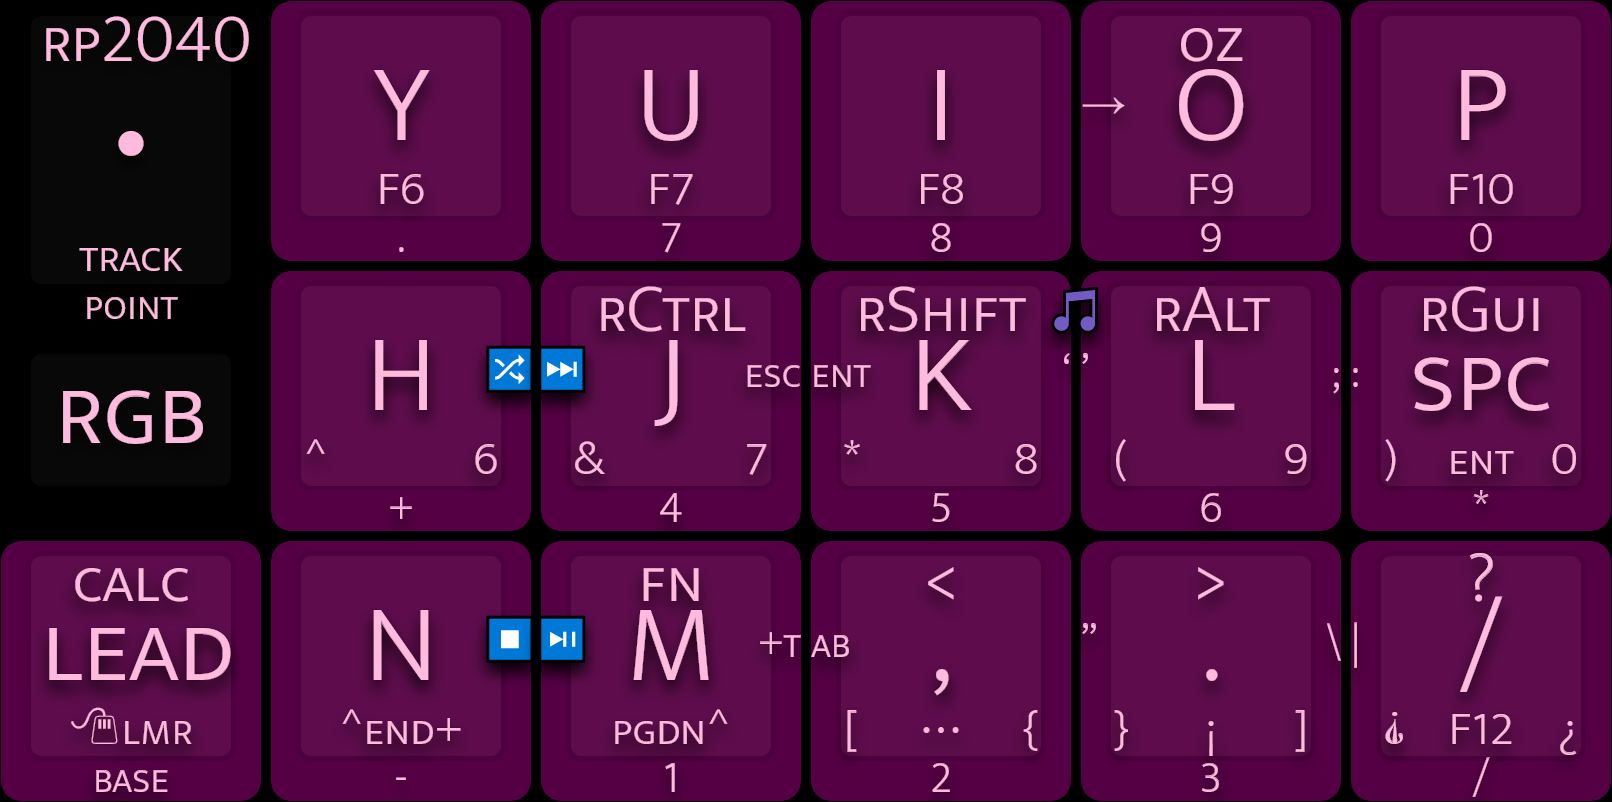 RP2040
TRACK
POINT
RGB
CALC
LEAD
LMR
BASE
Y
F6
.
U
F7
7
I
F8
8
→
OZ
O
F9
9
P
F10
0
H
^ 6
+
RCTRL
J
& 7
4
ESC ENT
RSHIFT
K
* 8
5
‘’
RALT
L
( 9
6
; :
RGUI
SPC
) ENT 0
*
N
^END+
-
FN
M
PGDN^
1
+TAB
<
,
[ … {
2
”
>
.
} ¡ ]
3
\ |
?
/
F12 ¿
/